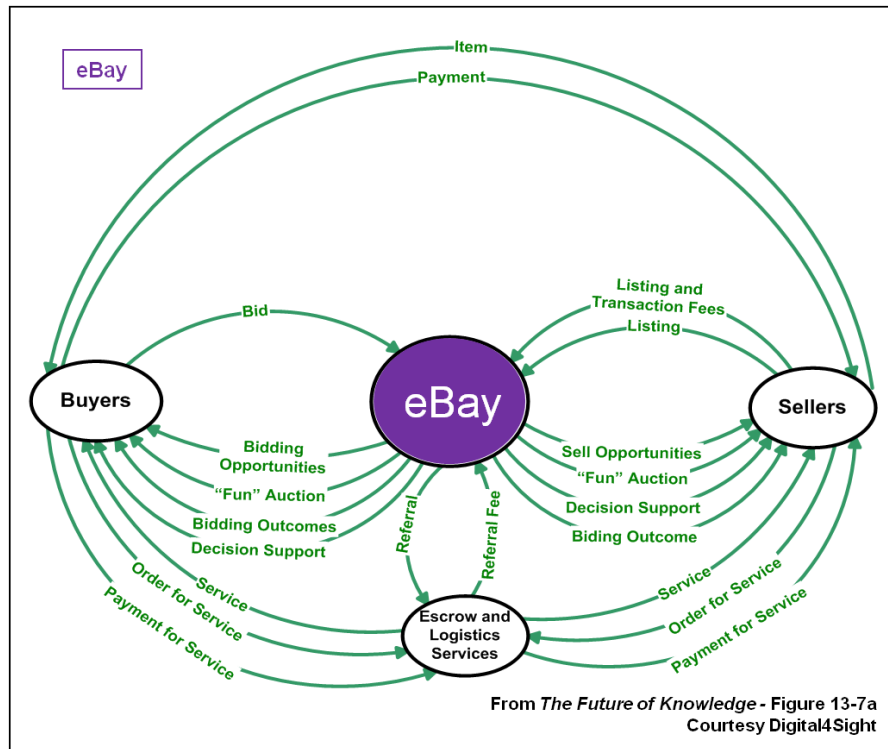 eBay
Item
Payment
Listing and
Transaction Fees
Listing
Bid
Buyers
eBay
Sellers
Bidding
Opportunities
“Fun” Auction
Bidding Outcomes
Decision Support
Sell Opportunities
“Fun” Auction
Decision Support
Biding Outcome
Referral
Referral Fee
Service
Order for Service
Payment for Service
Service
Order for Service
Payment for Service
Escrow and
Logistics
Services
From The Future of Knowledge - Figure 13-7a
Courtesy Digital4Sight